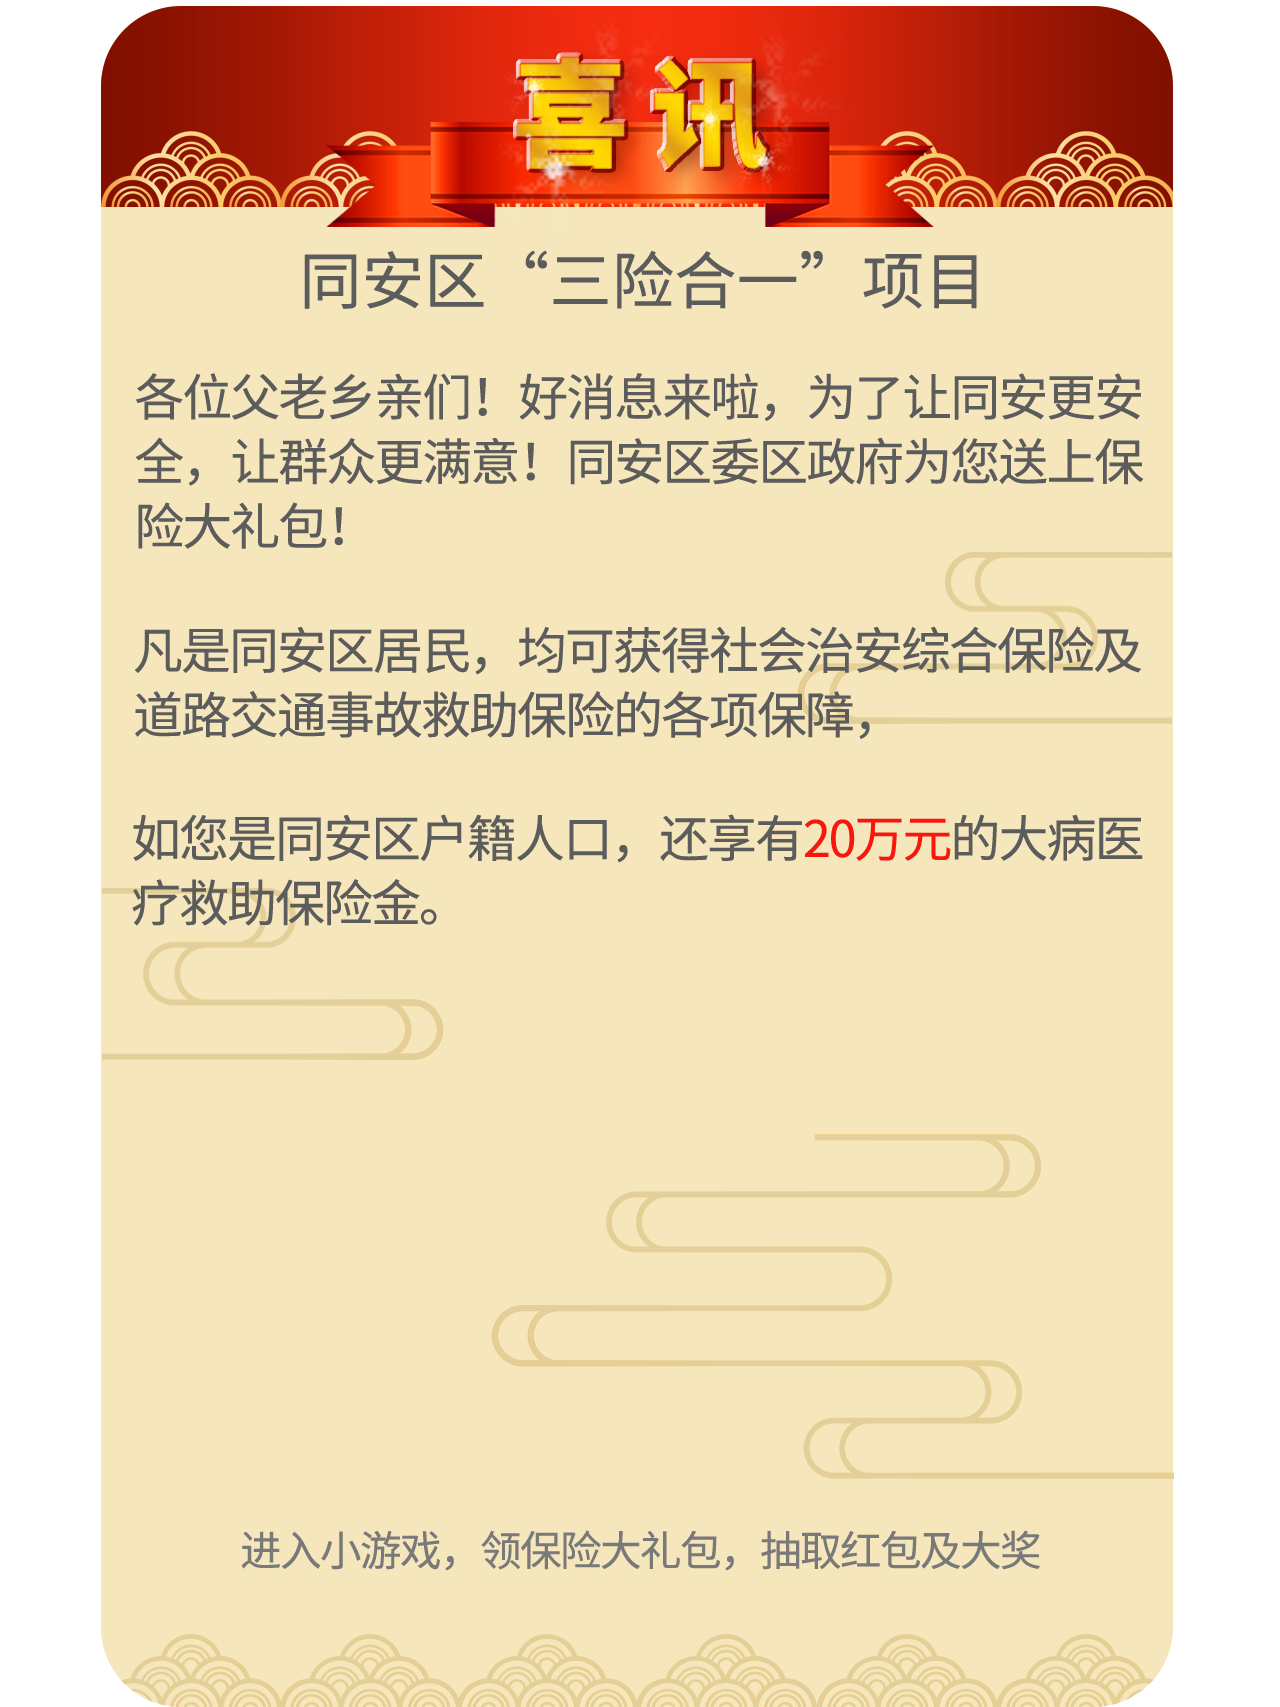 喜讯
同安区“三险合一”项目
各位父老乡亲们！好消息来啦，为了让同安更安
全，让群众更满意！同安区委区政府为您送上保
险大礼包！
凡是同安区居民，均可获得社会治安综合保险及
道路交通事故救助保险的各项保障，
如您是同安区户籍人口，还享有20万元的大病医
疗救助保险金。
进入小游戏，领保险大礼包，抽取红包及大奖